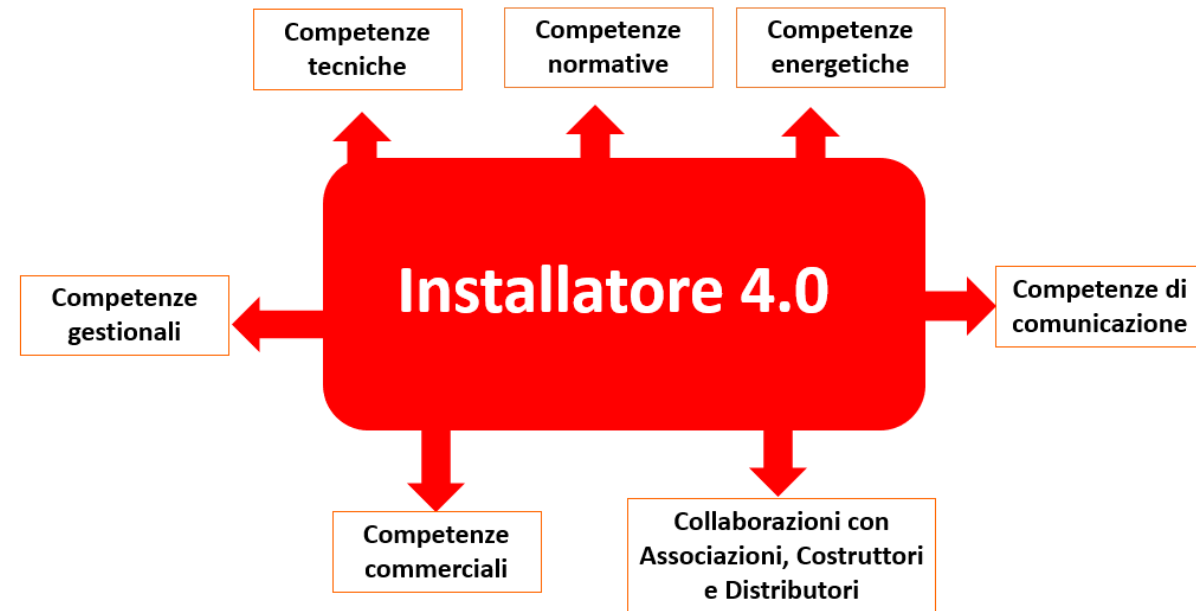 Competenze
tecniche
Competenze
normative
Competenze
energetiche
Installatore 4.0
Competenze
gestionali
Competenze di
comunicazione
Competenze
commerciali
Collaborazioni con
Associazioni, Costruttori
e Distributori